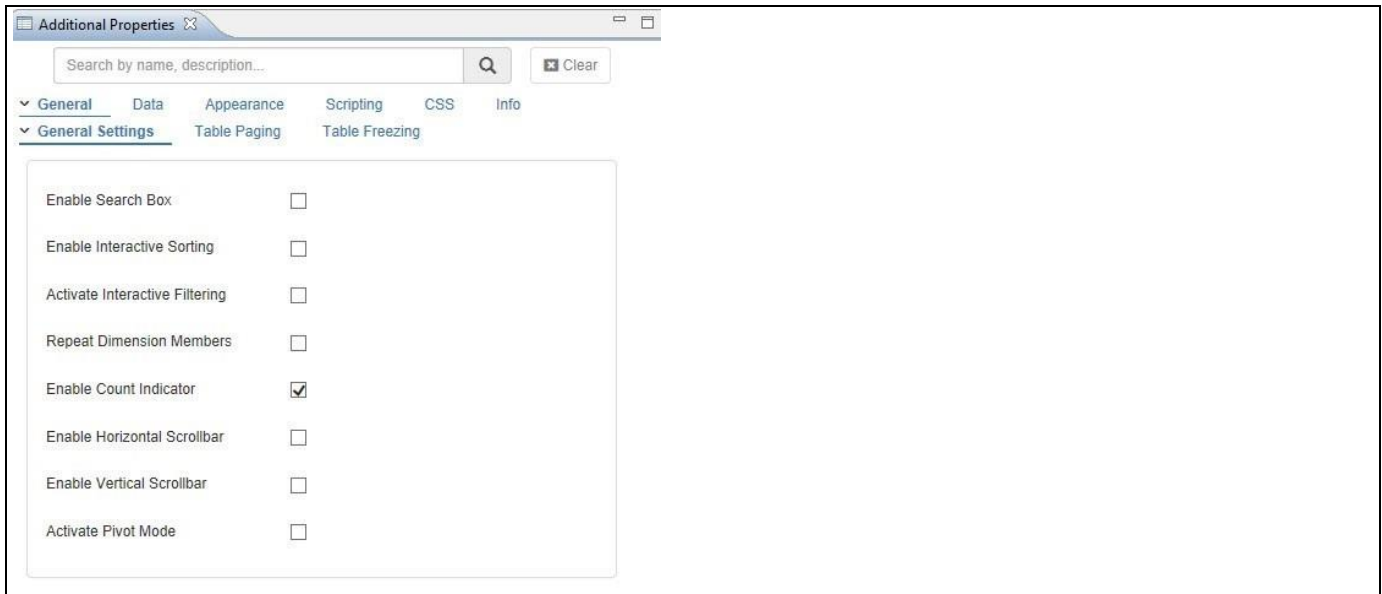 Additional Properties
Search by name, description...
Clear
General Data Appearance Scripting CSS Info
General Settings Table Paging Table Freezing
Enable Search Box
Enable Interactive Sorting
Activate Interactive Filtering
Repeat Dimension Members
Enable Count Indicator
Enable Horizontal Scrollbar
Enable Vertical Scrollbar
Activate Pivot Mode